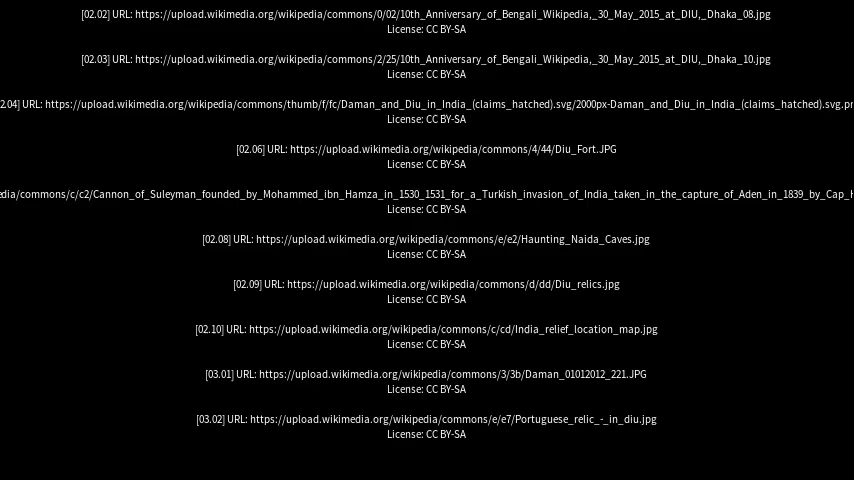 [02.02] URL: https://upload.wikimedia.org/wikipedia/commons/0/02/10th_Anniversary_of_Bengali_Wikipedia,_30_May_2015_at_DIU,_Dhaka_08.jpg
License: CC BY-SA
[02.03] URL: https://upload.wikimedia.org/wikipedia/commons/2/25/10th_Anniversary_of_Bengali_Wikipedia,_30_May_2015_at_DIU,_Dhaka_10.jpg
License: CC BY-SA
2.04] URL: https://upload.wikimedia.org/wikipedia/commons/thumb/f/fc/Daman_and_Diu_in_India_(claims_hatched).svg/2000px-Daman_and_Diu_in_India_(claims_hatched).svg.pr
License: CC BY-SA
[02.06] URL: https://upload.wikimedia.org/wikipedia/commons/4/44/Diu_Fort.JPG
License: CC BY-SA
edia/commons/c/c2/Cannon_of_Suleyman_founded_by_Mohammed_ibn_Hamza_in_1530_1531_for_a_Turkish_invasion_of_India_taken_in_the_capture_of_Aden_in_1839_by_Cap_H
License: CC BY-SA
[02.08] URL: https://upload.wikimedia.org/wikipedia/commons/e/e2/Haunting_Naida_Caves.jpg
License: CC BY-SA
[02.09] URL: https://upload.wikimedia.org/wikipedia/commons/d/dd/Diu_relics.jpg
License: CC BY-SA
[02.10] URL: https://upload.wikimedia.org/wikipedia/commons/c/cd/India_relief_location_map.jpg
License: CC BY-SA
[03.01] URL: https://upload.wikimedia.org/wikipedia/commons/3/3b/Daman_01012012_221.JPG
License: CC BY-SA
[03.02] URL: https://upload.wikimedia.org/wikipedia/commons/e/e7/Portuguese_relic_-_in_diu.jpg
License: CC BY-SA